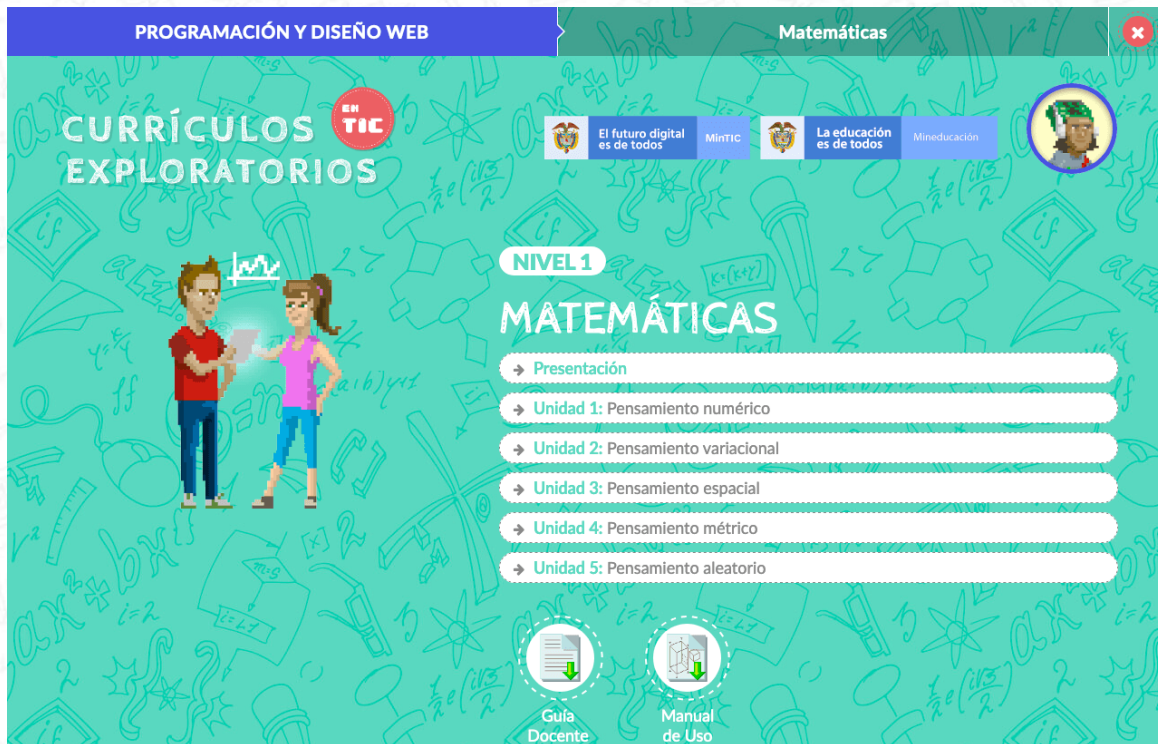 PROGRAMACIÓN Y DISEÑO WEB
Matemáticas
CURRÍCULOS
EN
TIC
EXPLORATORIOS
El futuro digital
es de todos
MinTIC
La educación
es de todos
Mineducación
NIVEL 1
MATEMÁTICAS
Presentación
Unidad 1: Pensamiento numérico
Unidad 2: Pensamiento variacional
Unidad 3: Pensamiento espacial
Unidad 4: Pensamiento métrico
Unidad 5: Pensamiento aleatorio
Guía
Docente
Manual
de Uso